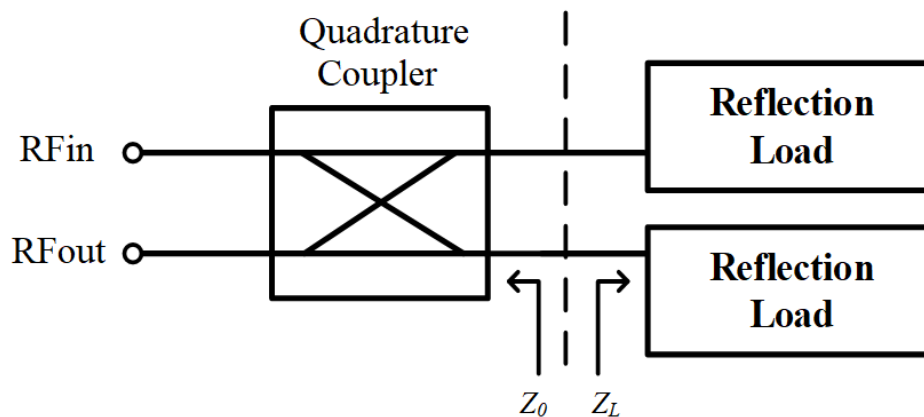 Quadrature
Coupler
RFin
RFout
Reflection
Load
Reflection
Load
Z0
ZL